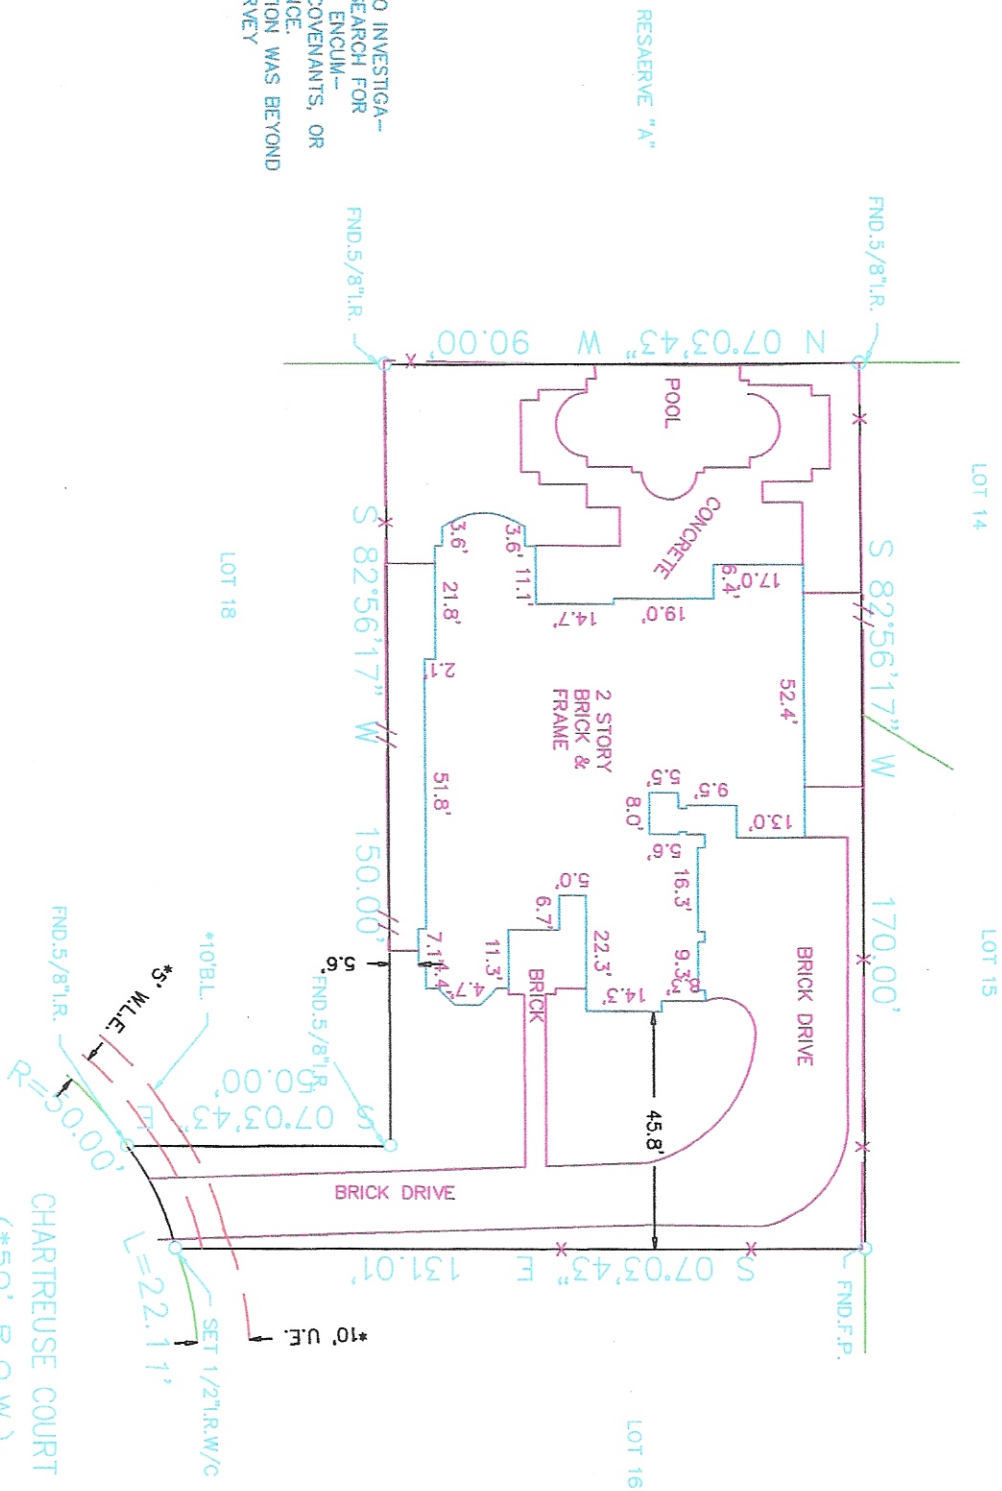 O INVESTIGA-
SEARCH FOR
ENCUM-
COVENANTS, OR
ICE.
ION WAS BEYOND
RVEY
RESAERVE "A"
FND.5/8"I.R.
FND.5/8"I.R.
N 07°03'43" W 90.00'
LOT 14
S 82°56'17" W 170.00'
LOT 15
LOT 18
S 82°56'17" W 150.00'
POOL
CONCRETE
3.6'
3.6'
11.1'
14.7'
19.0'
6.4'
17.0'
52.4'
21.8'
2.1'
51.8'
2 STORY
BRICK &
FRAME
5.5'
9.5'
13.0'
8.0'
5.6'
16.3'
9.3'
5.0'
6.7'
22.3'
14.3'
11.3'
7.1'
4.4'
4.7'
5.6'
BRICK
BRICK DRIVE
45.8'
BRICK DRIVE
FND.5/8"I.R.
FND.5/8"I.R.
*10'B.L.
*5' W.L.E.
S 07°03'43" E
50.00'
R=50.00'
L=22.11'
S 07°03'43" E 131.01'
FND.F.P.
*10' U.E.
SET 1/2"I.R.W/C
LOT 16
CHARTREUSE COURT
(*50' R.O.W.)